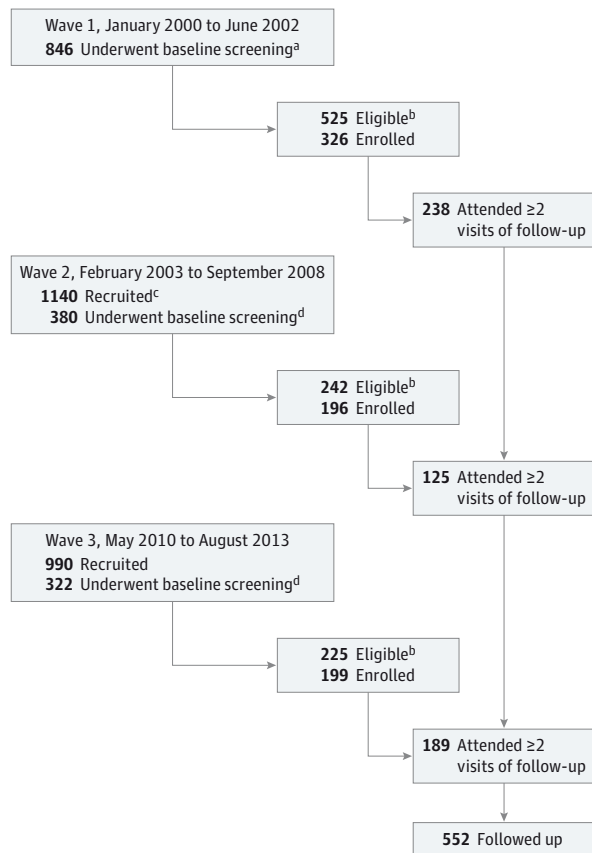 Wave 1, January 2000 to June 2002
846 Underwent baseline screeningᵃ
525 Eligibleᵇ
326 Enrolled
238 Attended ≥2
visits of follow-up
Wave 2, February 2003 to September 2008
1140 Recruitedᶜ
380 Underwent baseline screeningᵈ
242 Eligibleᵇ
196 Enrolled
125 Attended ≥2
visits of follow-up
Wave 3, May 2010 to August 2013
990 Recruited
322 Underwent baseline screeningᵈ
225 Eligibleᵇ
199 Enrolled
189 Attended ≥2
visits of follow-up
552 Followed up